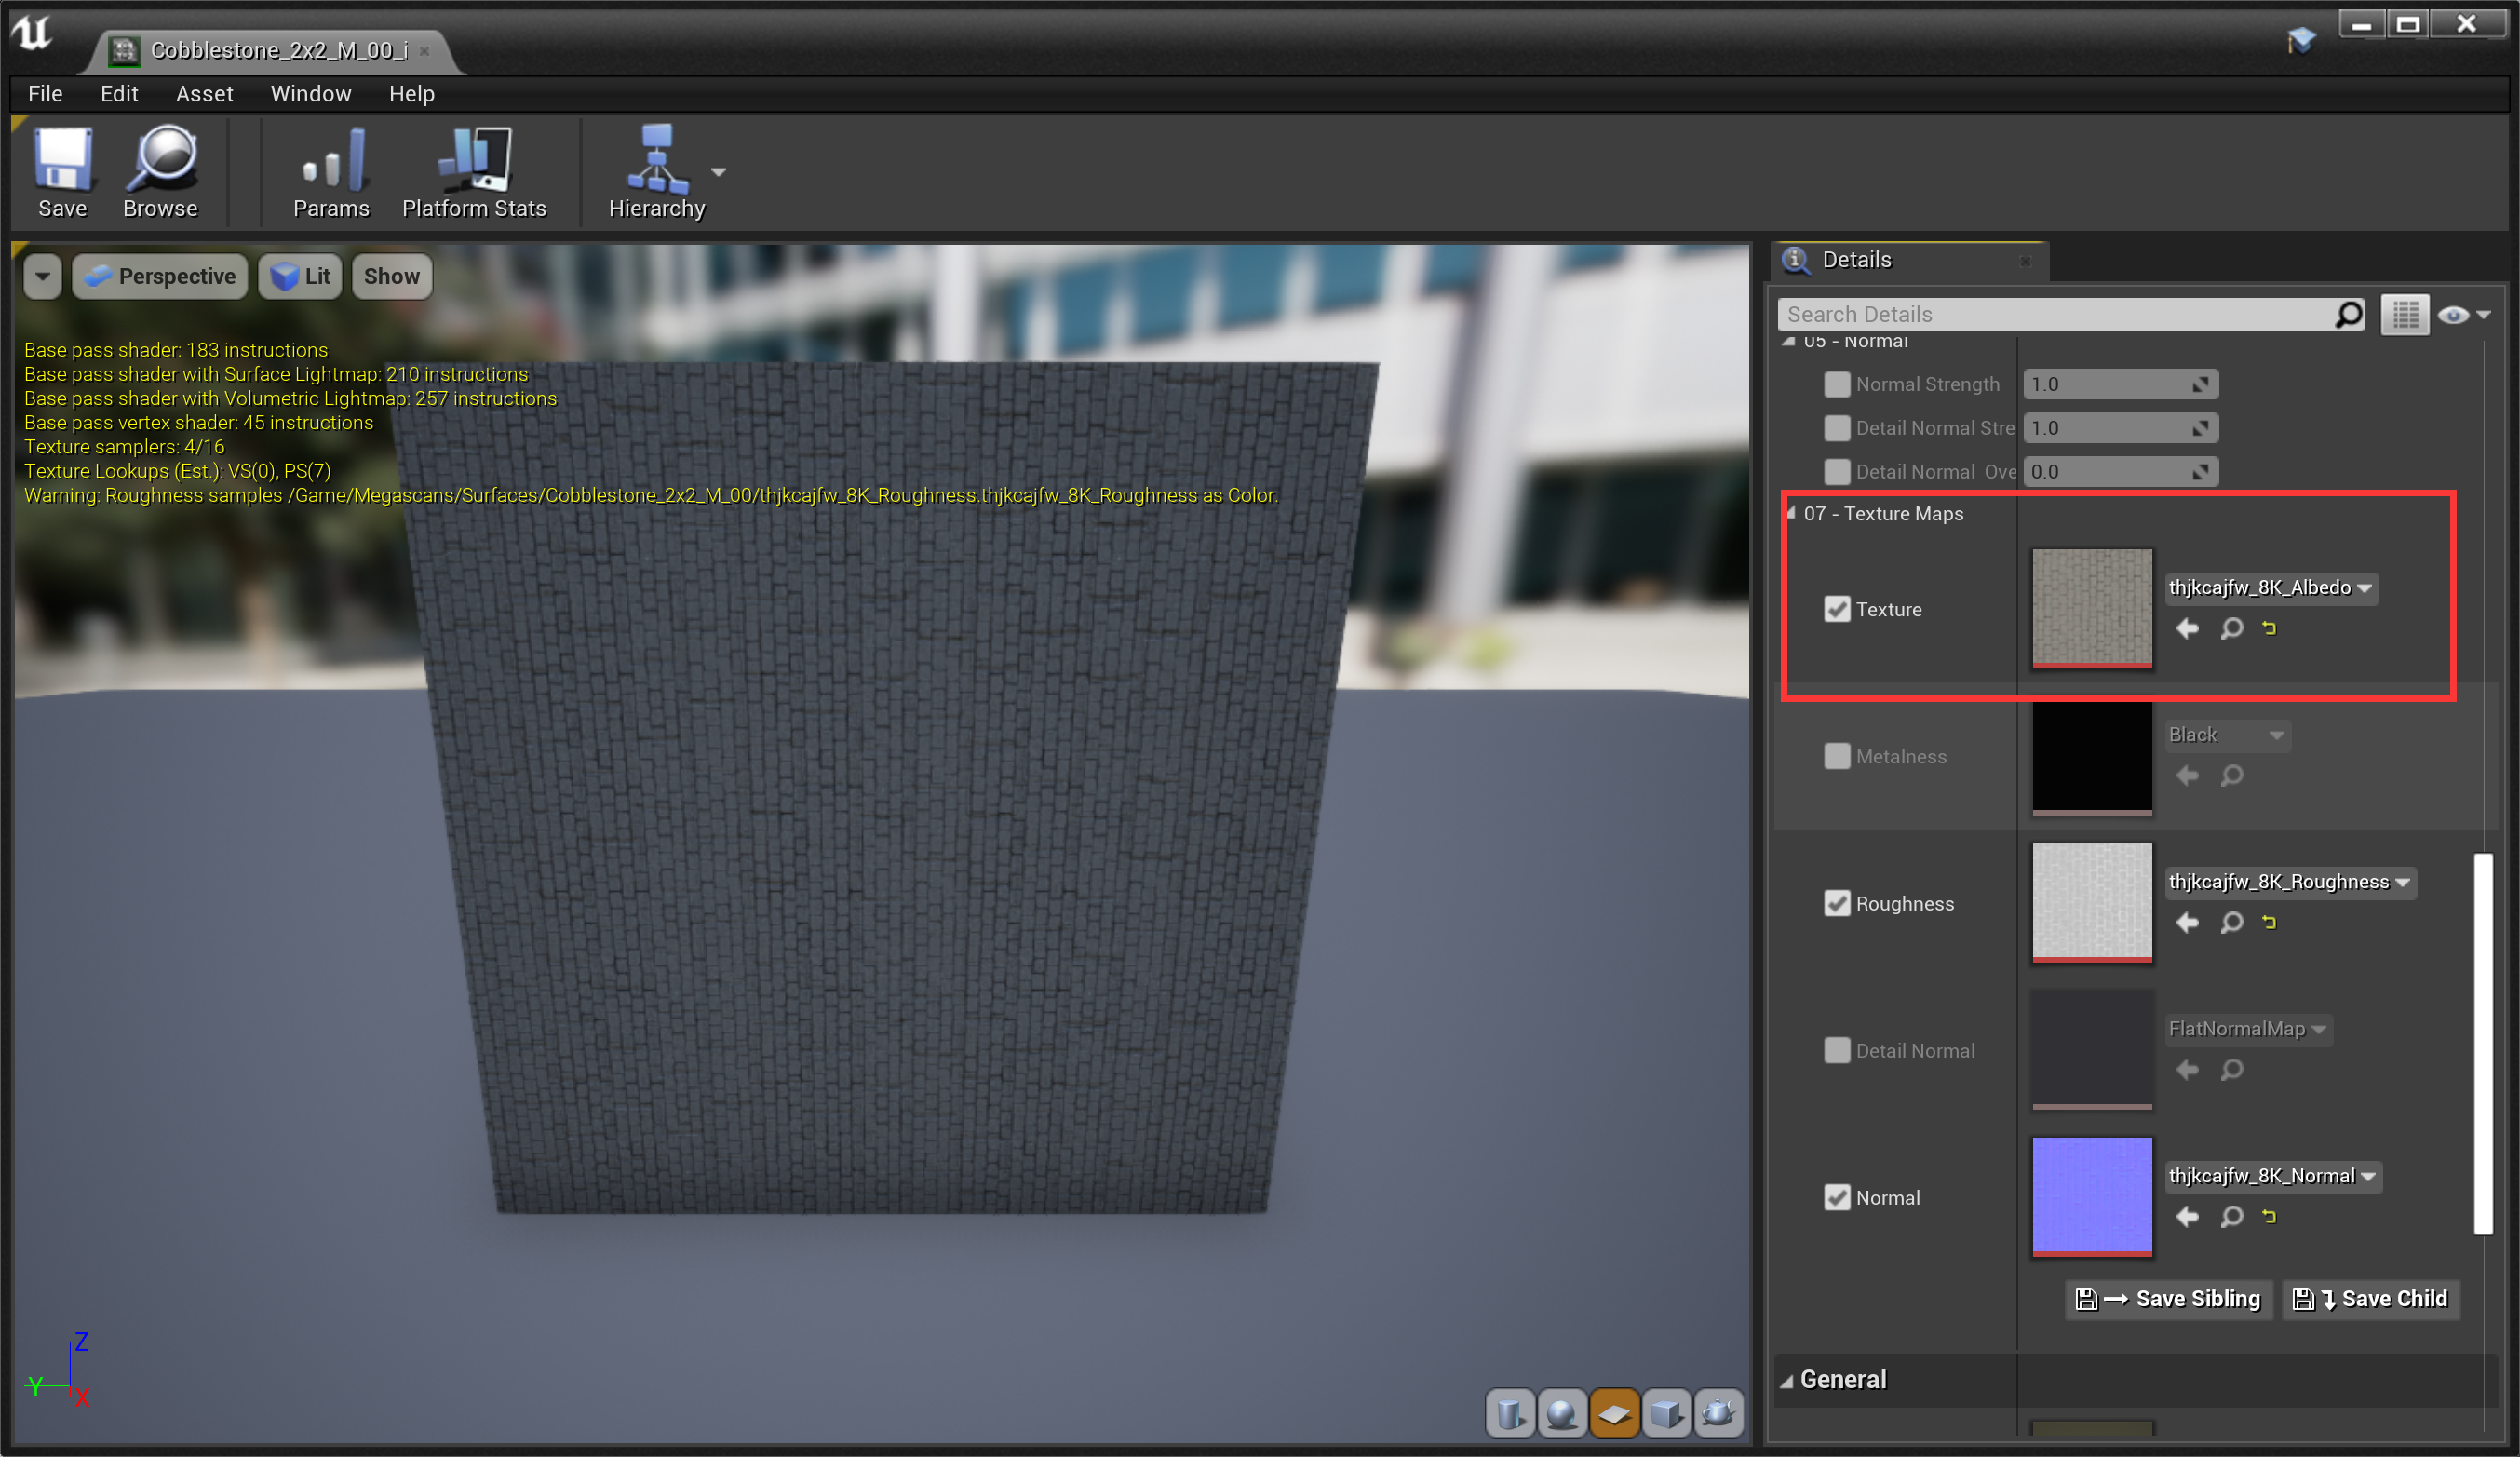 Cobblestone_2x2_M_00_i
File Edit Asset Window Help
Save Browse Params Platform Stats Hierarchy
Perspective Lit Show
Base pass shader: 183 instructions
Base pass shader with Surface Lightmap: 210 instructions
Base pass shader with Volumetric Lightmap: 257 instructions
Base pass vertex shader: 45 instructions
Texture samplers: 4/16
Texture Lookups (Est.): VS(0), PS(7)
Warning: Roughness samples /Game/Megascans/Surfaces/Cobblestone_2x2_M_00/thjkcajfw_8K_Roughness.thjkcajfw_8K_Roughness as Color.
Z
Y
X
Details
Search Details
05 - Normal
Normal Strength 1.0
Detail Normal Stre 1.0
Detail Normal Ove 0.0
07 - Texture Maps
Texture thjkcajfw_8K_Albedo
Metalness Black
Roughness thjkcajfw_8K_Roughness
Detail Normal FlatNormalMap
Normal thjkcajfw_8K_Normal
Save Sibling Save Child
General